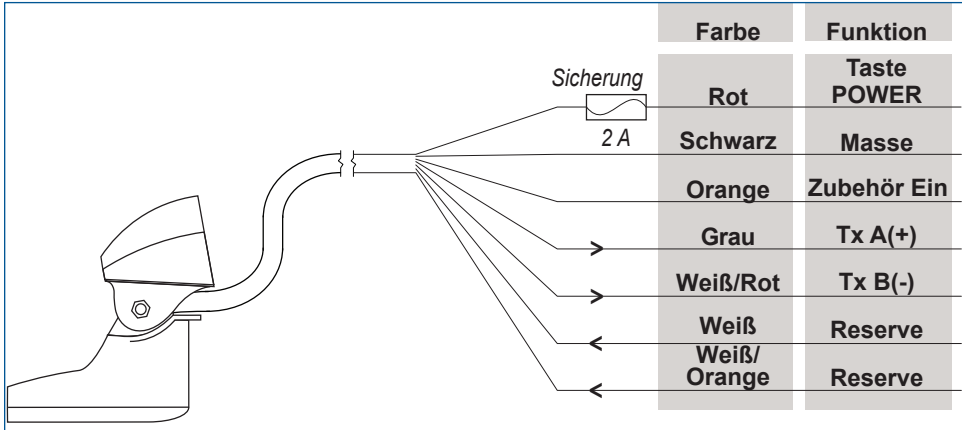 Farbe Funktion
Sicherung
Rot
Taste
POWER
2 A
Schwarz Masse
Orange Zubehör Ein
Grau Tx A(+)
Weiß/Rot Tx B(-)
Weiß Reserve
Weiß/
Orange Reserve